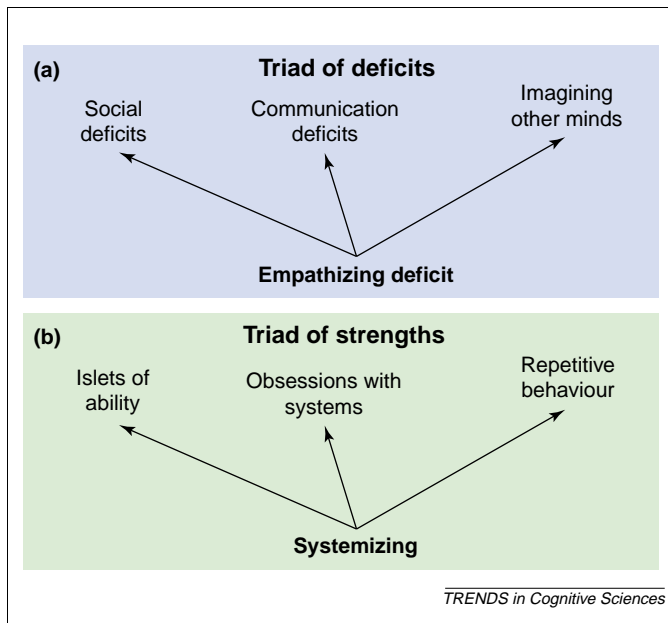 (a)
Triad of deficits
Social
deficits
Communication
deficits
Imagining
other minds
Empathizing deficit
(b)
Triad of strengths
Islets of
ability
Obsessions with
systems
Repetitive
behaviour
Systemizing
TRENDS in Cognitive Sciences